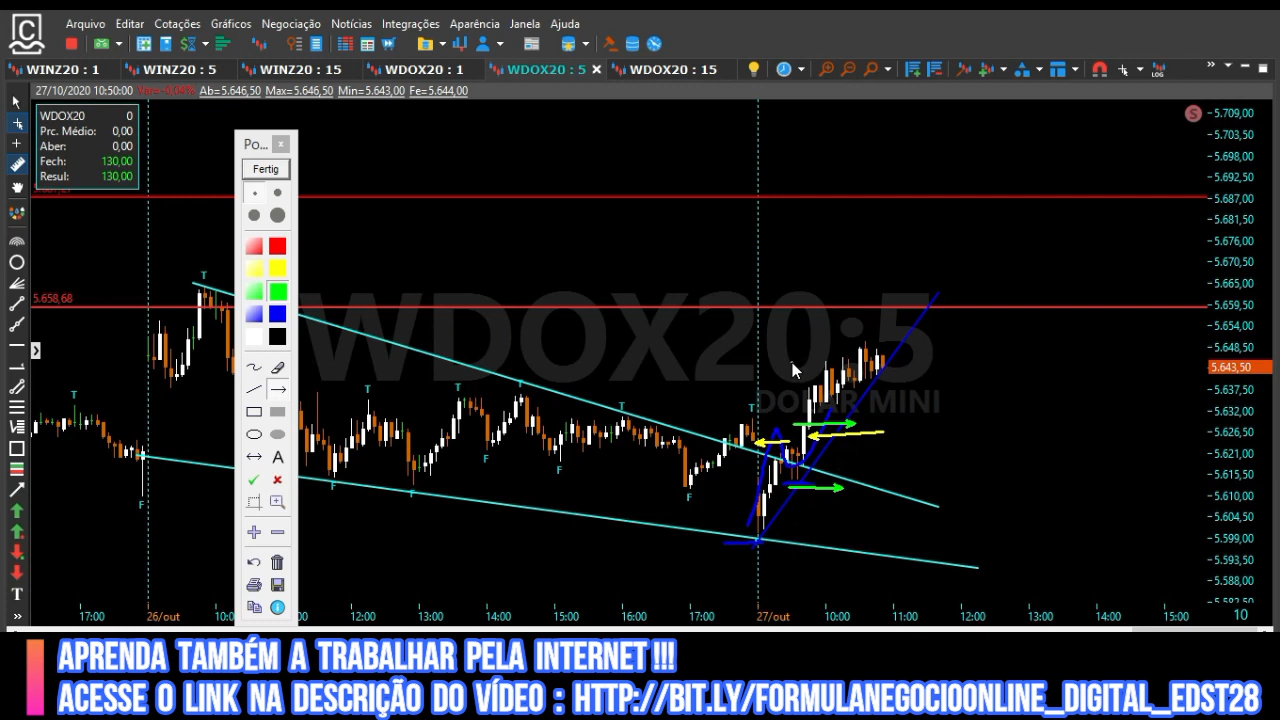 Arquivo Editar Cotações Gráficos Negociação Notícias Integrações Aparência Janela Ajuda
WINZ20 : 1 WINZ20 : 5 WINZ20 : 15 WDOX20 : 1 WDOX20 : 5 WDOX20 : 15
LOG
27/10/2020 10:50:00 Var=-0,04% Ab=5.646,50 Max=5.646,50 Min=5.643,00 Fe=5.644,00
WDOX20 0
Prc. Médio: 0,00
Aber: 0,00
Fech: 130,00
Resul: 130,00
Po... x
Fertig
A
S
5.709,00
5.703,50
5.698,00
5.692,50
5.687,00
5.681,50
5.676,00
5.670,50
5.665,00
5.659,50
5.654,00
5.648,50
5.643,50
5.637,50
5.632,00
5.626,50
5.621,00
5.615,50
5.610,00
5.604,50
5.599,00
5.593,50
5.588,00
5.658,68
WDOX20:5
DOLAR MINI
T T T T T T T
F F F F F F
T
17:00 26/out 10:0 :00 12:00 13:00 14:00 15:00 16:00 17:00 27/out 10:00 11:00 12:00 13:00 14:00 15:00 10
APRENDA TAMBÉM A TRABALHAR PELA INTERNET!!!
ACESSE O LINK NA DESCRIÇÃO DO VÍDEO : HTTP://BIT.LY/FORMULANEGOCIOONLINE_DIGITAL_EDST28